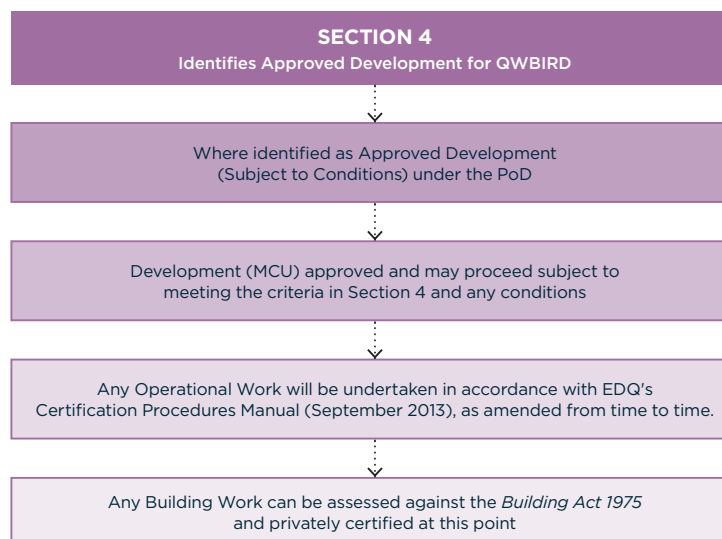 SECTION 4
Identifies Approved Development for QWBIRD
Where identified as Approved Development
(Subject to Conditions) under the PoD
Development (MCU) approved and may proceed subject to
meeting the criteria in Section 4 and any conditions
Any Operational Work will be undertaken in accordance with EDQ's
Certification Procedures Manual (September 2013), as amended from time to time.
Any Building Work can be assessed against the Building Act 1975
and privately certified at this point